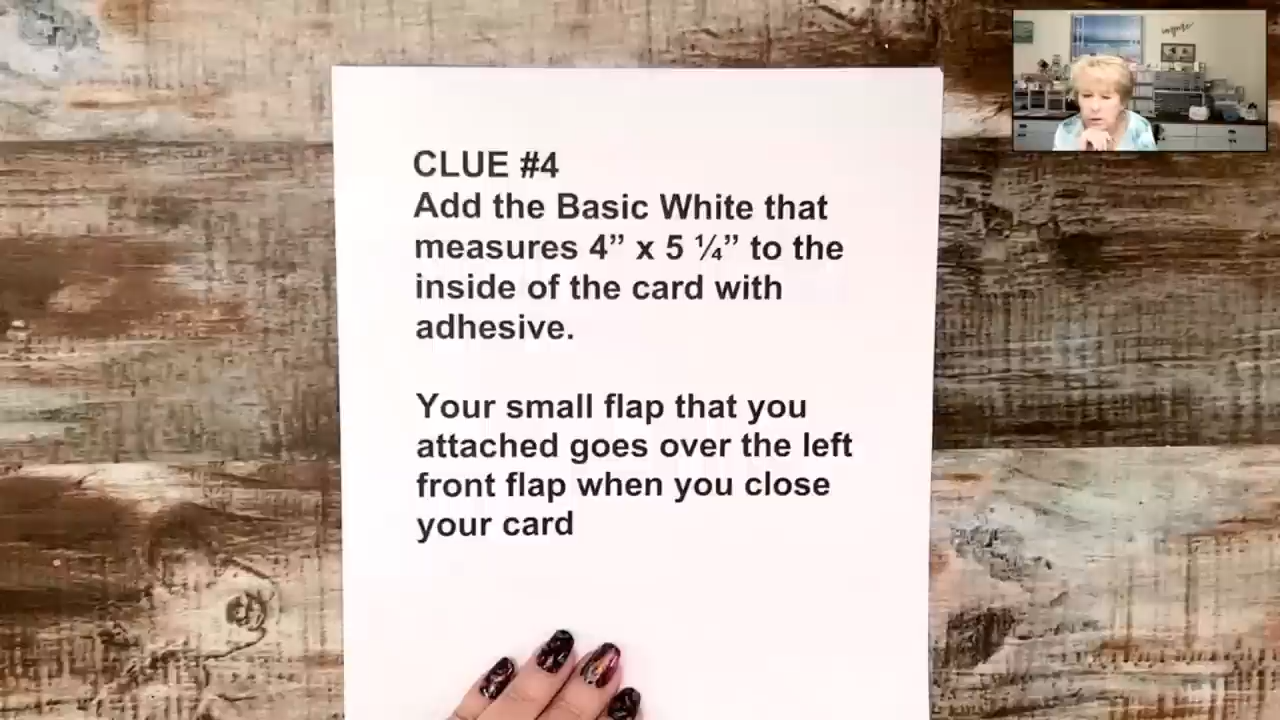 CLUE #4
Add the Basic White that
measures 4” x 5 ¼” to the
inside of the card with
adhesive.
Your small flap that you
attached goes over the left
front flap when you close
your card